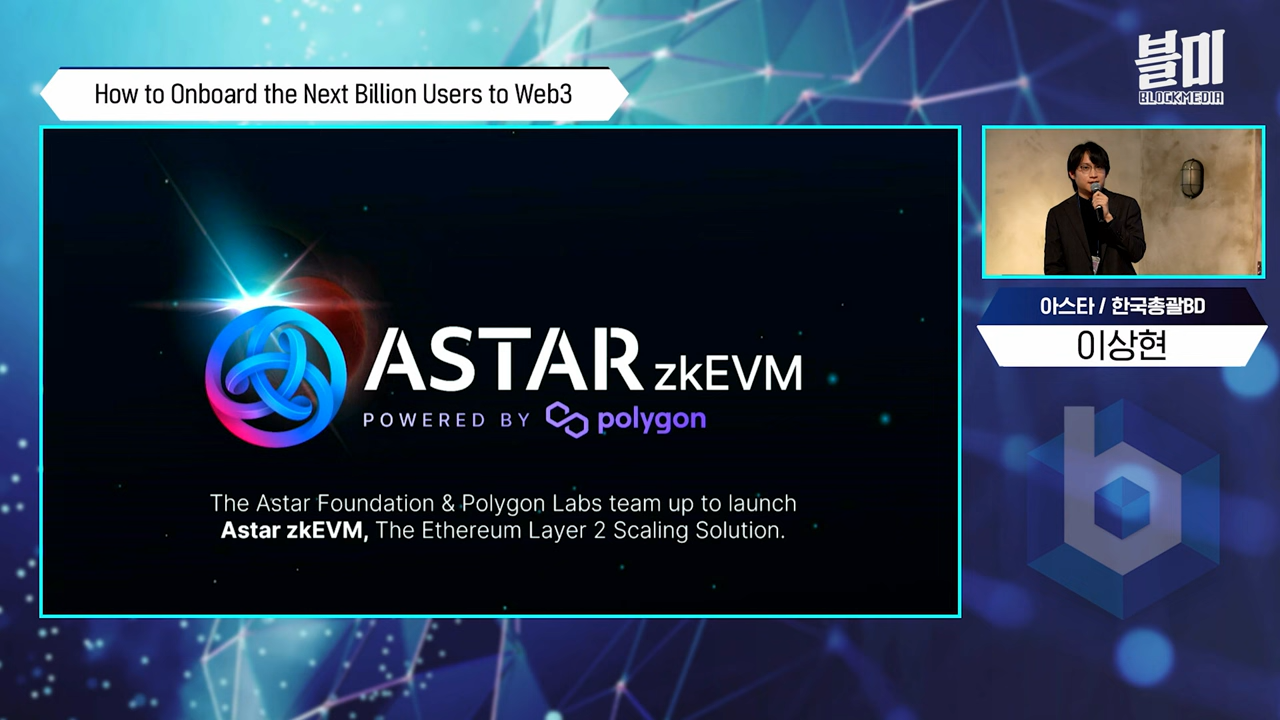 How to Onboard the Next Billion Users to Web3
블미
BLOCKMEDIA
ASTAR zkEVM
POWERED BY polygon
The Astar Foundation & Polygon Labs team up to launch
Astar zkEVM, The Ethereum Layer 2 Scaling Solution.
아스타 / 한국총괄BD
이상현
b